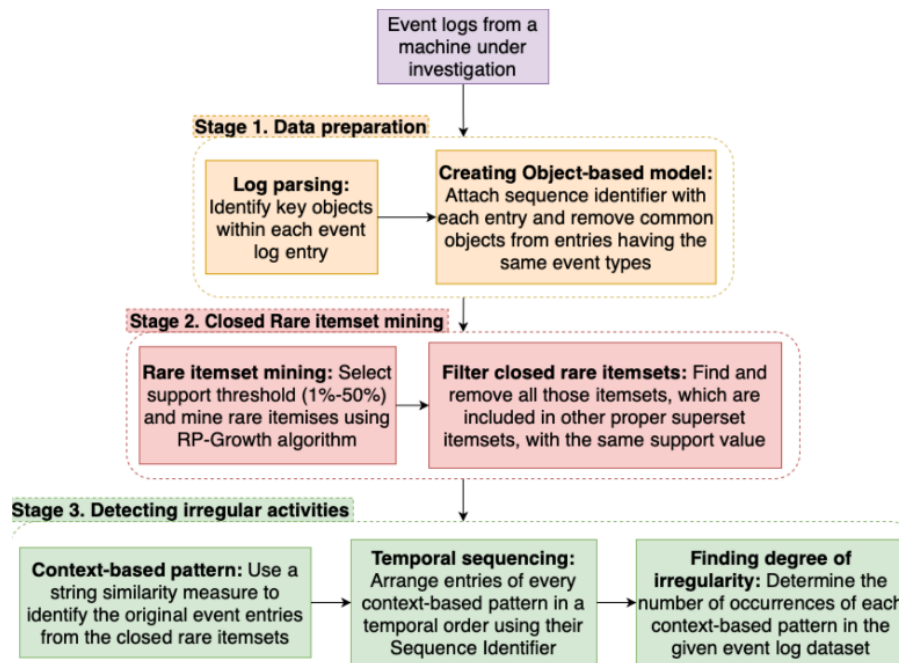 Event logs from a
machine under
investigation
Stage 1. Data preparation
Log parsing:
Identify key objects
within each event
log entry
Creating Object-based model:
Attach sequence identifier with
each entry and remove common
objects from entries having the
same event types
Stage 2. Closed Rare itemset mining
Rare itemset mining: Select
support threshold (1%-50%)
and mine rare itemises using
RP-Growth algorithm
Filter closed rare itemsets: Find and
remove all those itemsets, which are
included in other proper superset
itemsets, with the same support value
Stage 3. Detecting irregular activities
Context-based pattern: Use a
string similarity measure to
identify the original event entries
from the closed rare itemsets
Temporal sequencing:
Arrange entries of every
context-based pattern in a
temporal order using their
Sequence Identifier
Finding degree of
irregularity: Determine the
number of occurrences of each
context-based pattern in the
given event log dataset